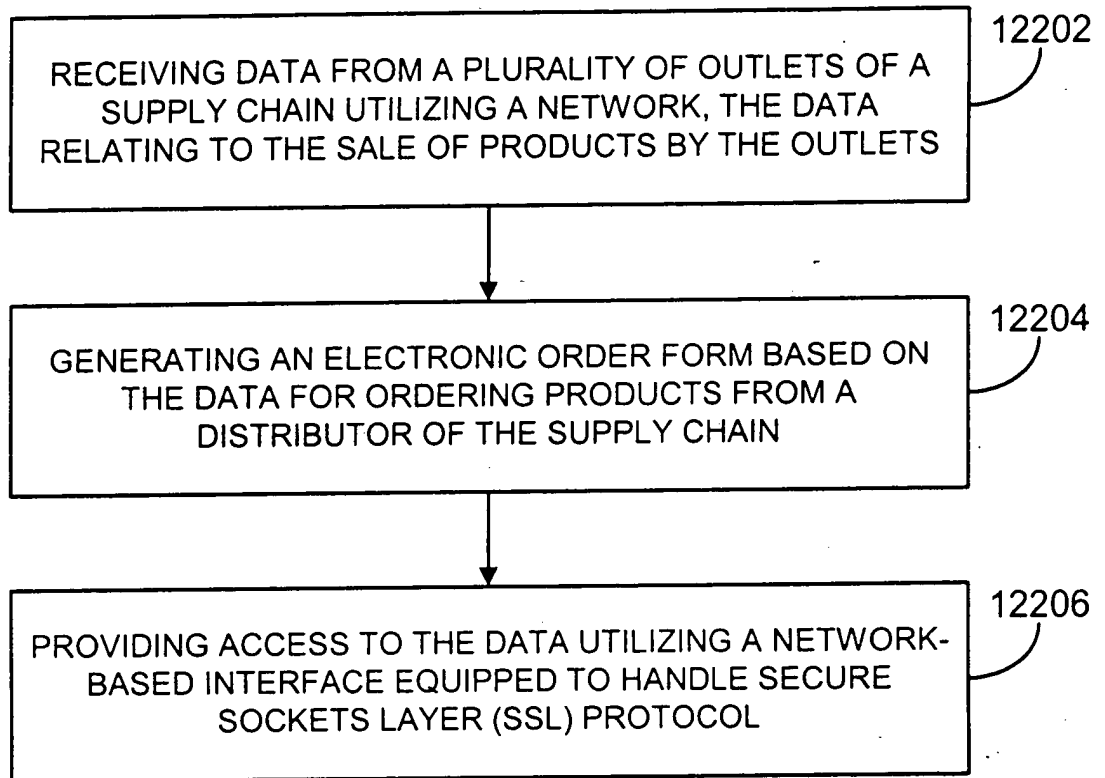 12202
RECEIVING DATA FROM A PLURALITY OF OUTLETS OF A
SUPPLY CHAIN UTILIZING A NETWORK, THE DATA
RELATING TO THE SALE OF PRODUCTS BY THE OUTLETS
12204
GENERATING AN ELECTRONIC ORDER FORM BASED ON
THE DATA FOR ORDERING PRODUCTS FROM A
DISTRIBUTOR OF THE SUPPLY CHAIN
12206
PROVIDING ACCESS TO THE DATA UTILIZING A NETWORK-
BASED INTERFACE EQUIPPED TO HANDLE SECURE
SOCKETS LAYER (SSL) PROTOCOL